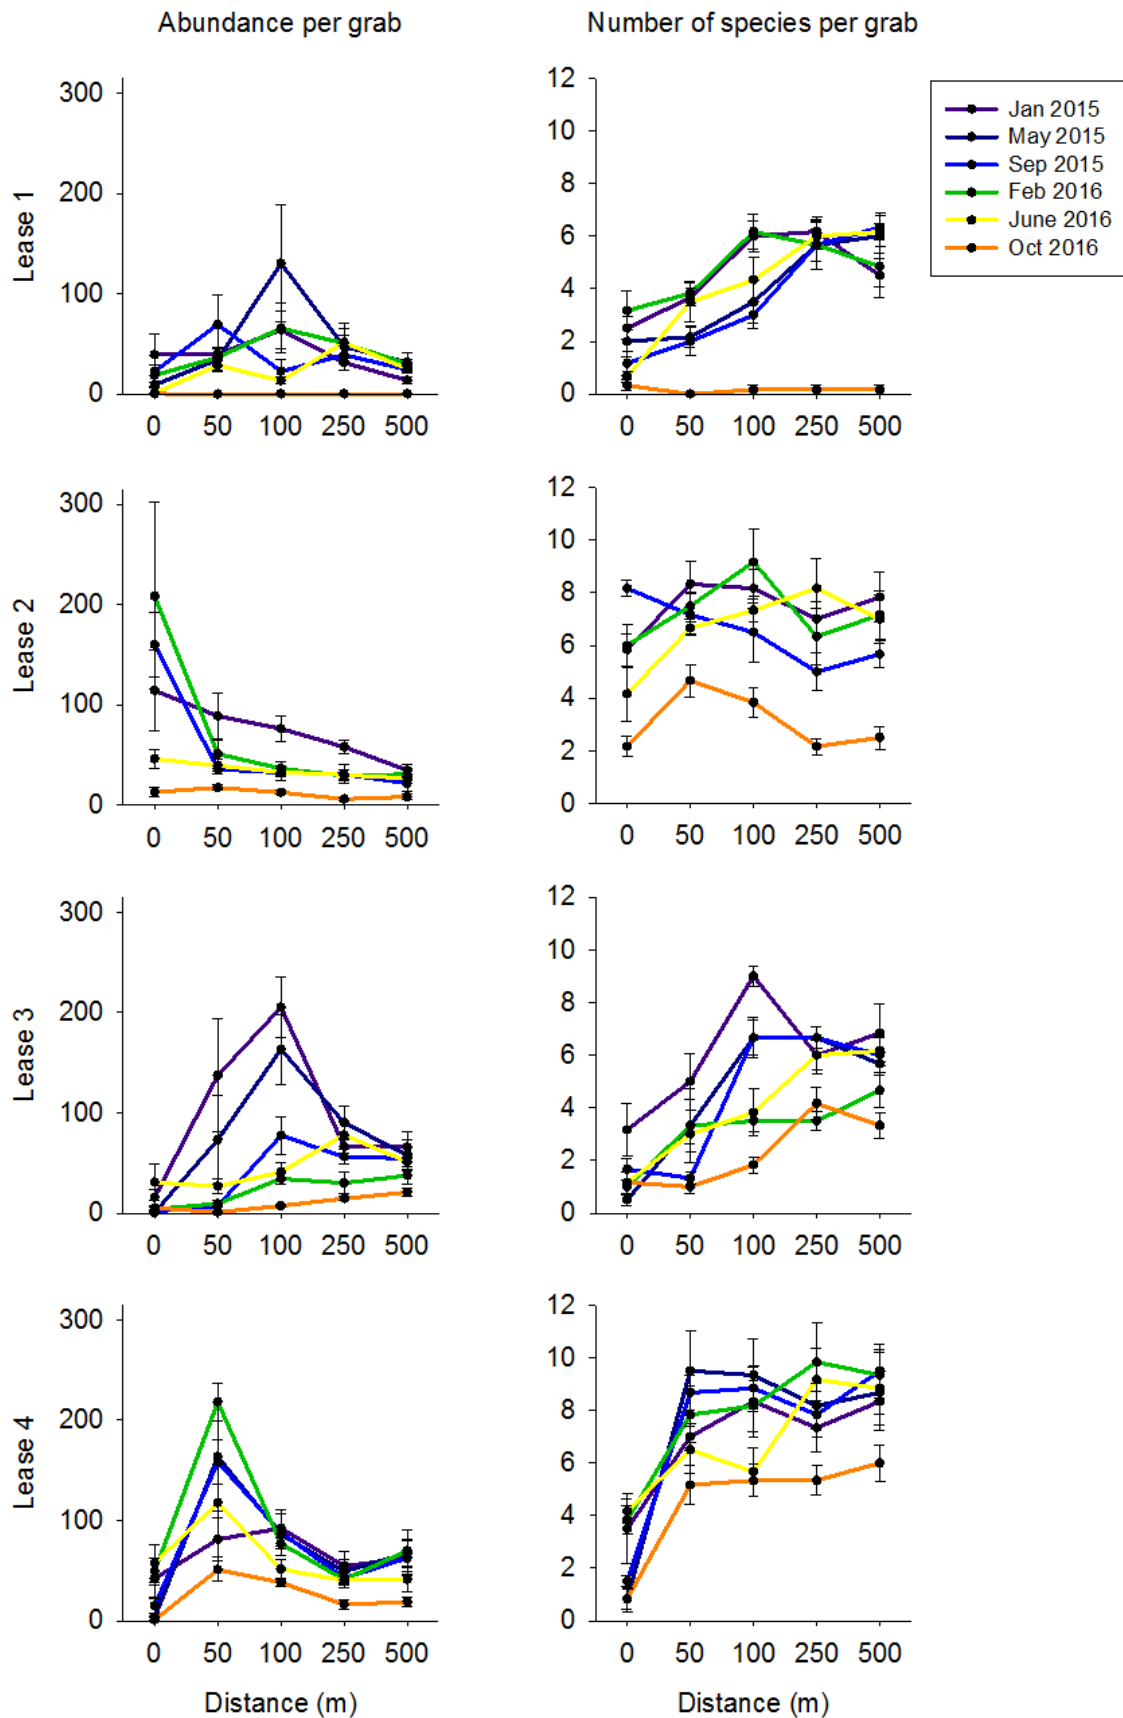 Abundance per grab
Number of species per grab
Jan 2015
May 2015
Sep 2015
Feb 2016
June 2016
Oct 2016
Lease 1
300
200
100
0
0 50 100 250 500
12
10
8
6
4
2
0
0 50 100 250 500
Lease 2
300
200
100
0
0 50 100 250 500
12
10
8
6
4
2
0
0 50 100 250 500
Lease 3
300
200
100
0
0 50 100 250 500
12
10
8
6
4
2
0
0 50 100 250 500
Lease 4
300
200
100
0
0 50 100 250 500
Distance (m)
12
10
8
6
4
2
0
0 50 100 250 500
Distance (m)